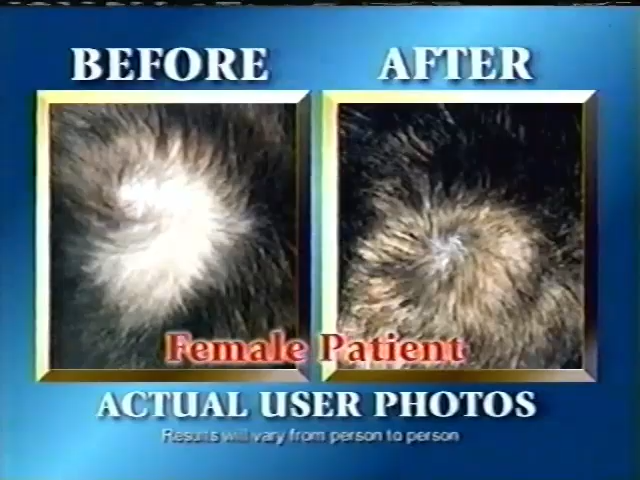 BEFORE AFTER
Female Patient
ACTUAL USER PHOTOS
Results will vary from person to person